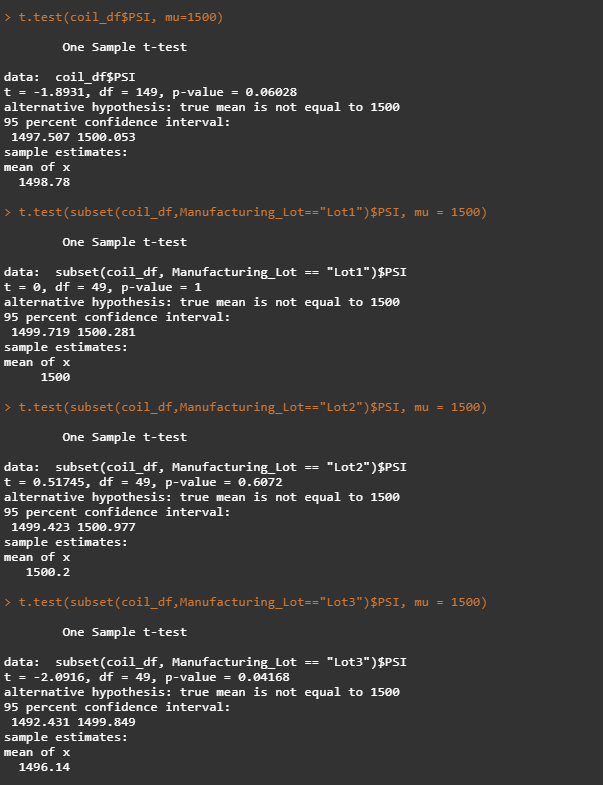 > t.test(coil_df$PSI, mu=1500)
One Sample t-test
data:  coil_df$PSI
t = -1.8931, df = 149, p-value = 0.06028
alternative hypothesis: true mean is not equal to 1500
95 percent confidence interval:
1497.507 1500.053
sample estimates:
mean of x
1498.78
> t.test(subset(coil_df,Manufacturing_Lot=="Lot1")$PSI, mu = 1500)
One Sample t-test
data:  subset(coil_df, Manufacturing_Lot == "Lot1")$PSI
t = 0, df = 49, p-value = 1
alternative hypothesis: true mean is not equal to 1500
95 percent confidence interval:
1499.719 1500.281
sample estimates:
mean of x
1500
> t.test(subset(coil_df,Manufacturing_Lot=="Lot2")$PSI, mu = 1500)
One Sample t-test
data:  subset(coil_df, Manufacturing_Lot == "Lot2")$PSI
t = 0.51745, df = 49, p-value = 0.6072
alternative hypothesis: true mean is not equal to 1500
95 percent confidence interval:
1499.423 1500.977
sample estimates:
mean of x
1500.2
> t.test(subset(coil_df,Manufacturing_Lot=="Lot3")$PSI, mu = 1500)
One Sample t-test
data:  subset(coil_df, Manufacturing_Lot == "Lot3")$PSI
t = -2.0916, df = 49, p-value = 0.04168
alternative hypothesis: true mean is not equal to 1500
95 percent confidence interval:
1492.431 1499.849
sample estimates:
mean of x
1496.14